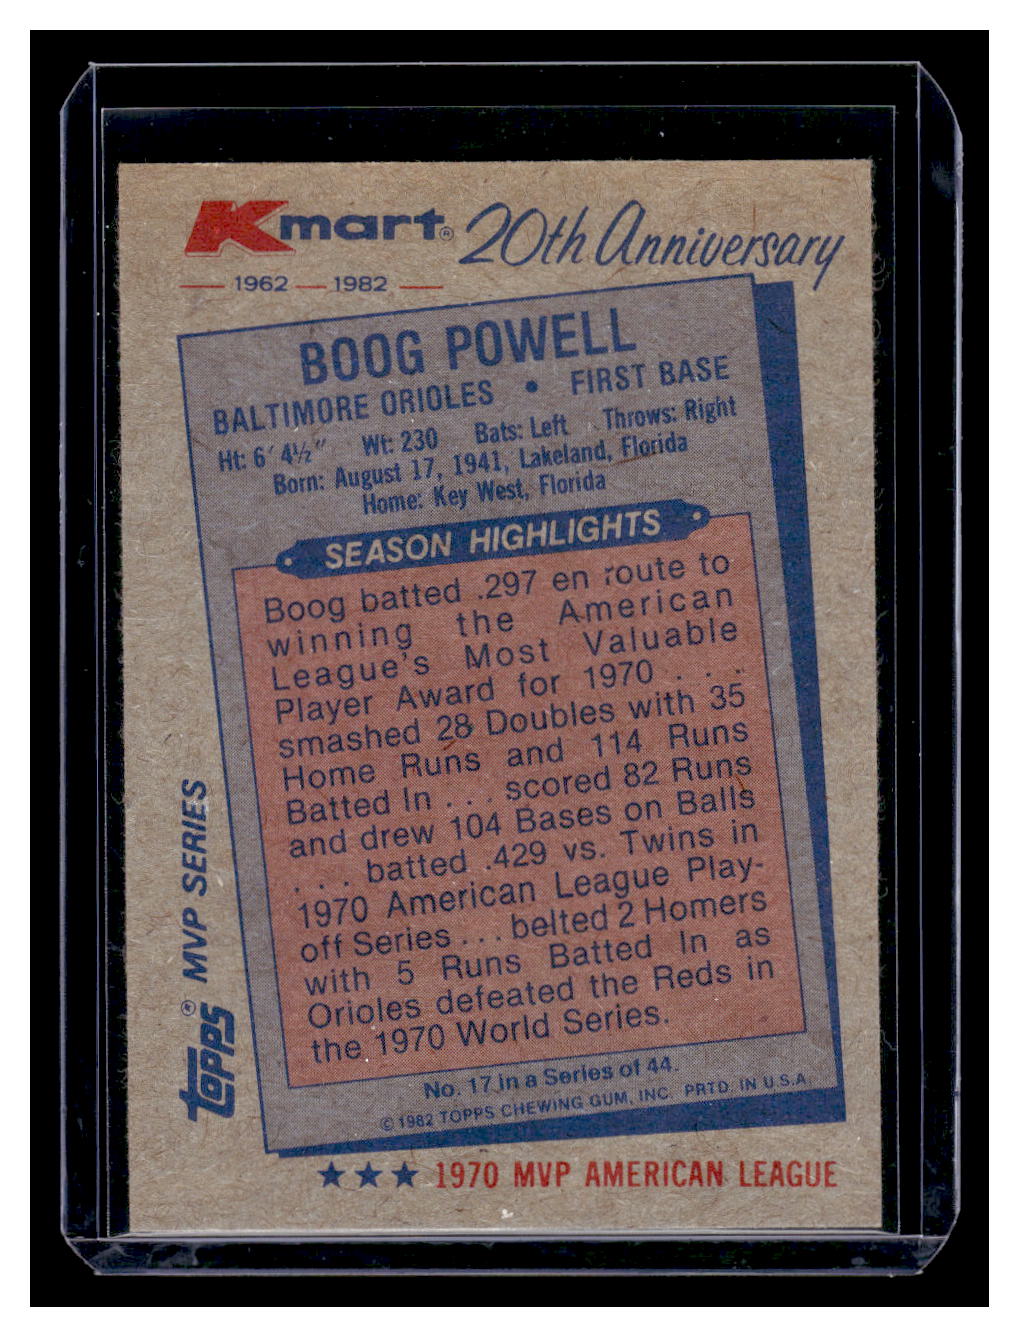 Kmart® 20th Anniversary
1962 — 1982
BOOG POWELL
BALTIMORE ORIOLES • FIRST BASE
Ht: 6' 4½" Wt: 230 Bats: Left Throws: Right
Born: August 17, 1941, Lakeland, Florida
Home: Key West, Florida
SEASON HIGHLIGHTS
Boog batted .297 en route to
winning the American
League's Most Valuable
Player Award for 1970 . . .
smashed 28 Doubles with 35
Home Runs and 114 Runs
Batted In . . . scored 82 Runs
and drew 104 Bases on Balls
. . . batted .429 vs. Twins in
1970 American League Play-
off Series . . . belted 2 Homers
with 5 Runs Batted In as
Orioles defeated the Reds in
the 1970 World Series.
No. 17 in a Series of 44.
©1982 TOPPS CHEWING GUM, INC. PRTD. IN U.S.A.
TOPPS® MVP SERIES
★★★ 1970 MVP AMERICAN LEAGUE